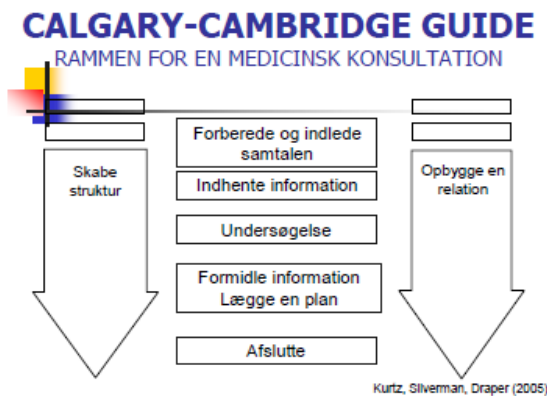 CALGARY-CAMBRIDGE GUIDE
RAMMEN FOR EN MEDICINSK KONSULTATION
Forberede og indlede
samtalen
Skabe
struktur
Indhente information
Opbygge en
relation
Undersøgelse
Formidle information
Lægge en plan
Afslutte
Kurtz, Silverman, Draper (2005)